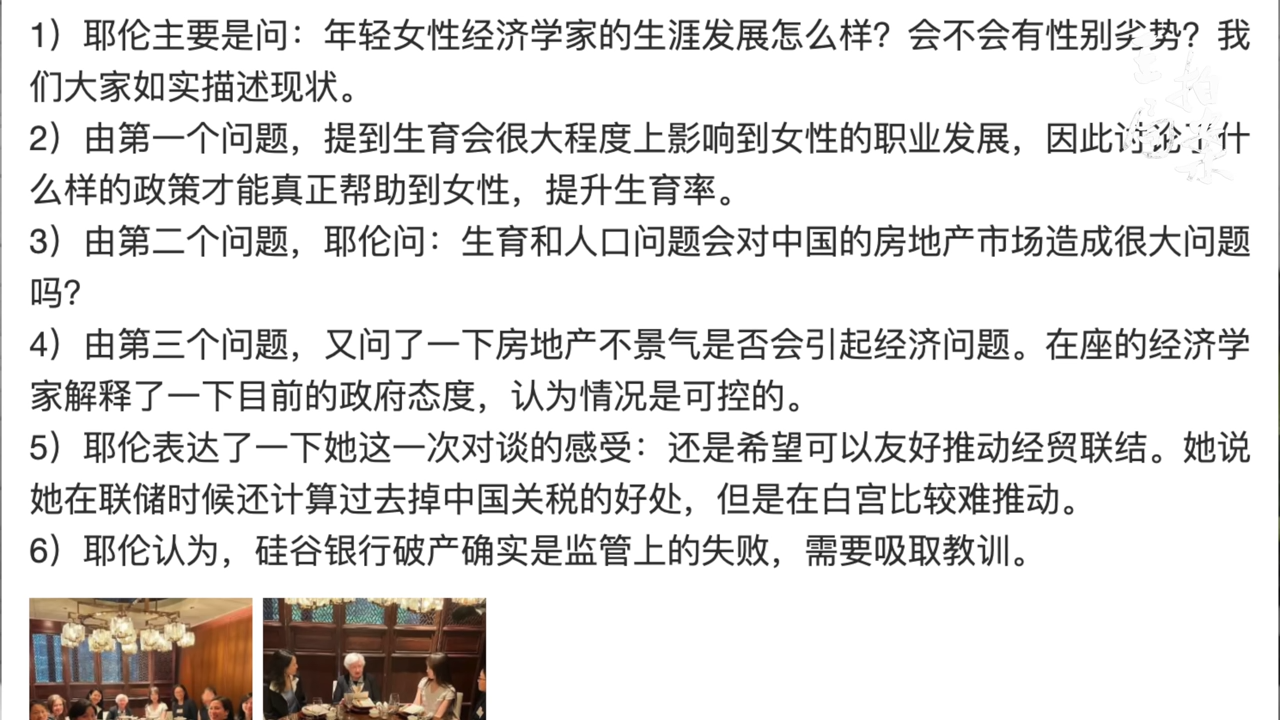 1）耶伦主要是问：年轻女性经济学家的生涯发展怎么样？会不会有性别劣势？我
们大家如实描述现状。
2）由第一个问题，提到生育会很大程度上影响到女性的职业发展，因此讨论了什
么样的政策才能真正帮助到女性，提升生育率。
3）由第二个问题，耶伦问：生育和人口问题会对中国的房地产市场造成很大问题
吗？
4）由第三个问题，又问了一下房地产不景气是否会引起经济问题。在座的经济学
家解释了一下目前的政府态度，认为情况是可控的。
5）耶伦表达了一下她这一次对谈的感受：还是希望可以友好推动经贸联结。她说
她在联储时候还计算过去掉中国关税的好处，但是在白宫比较难推动。
6）耶伦认为，硅谷银行破产确实是监管上的失败，需要吸取教训。